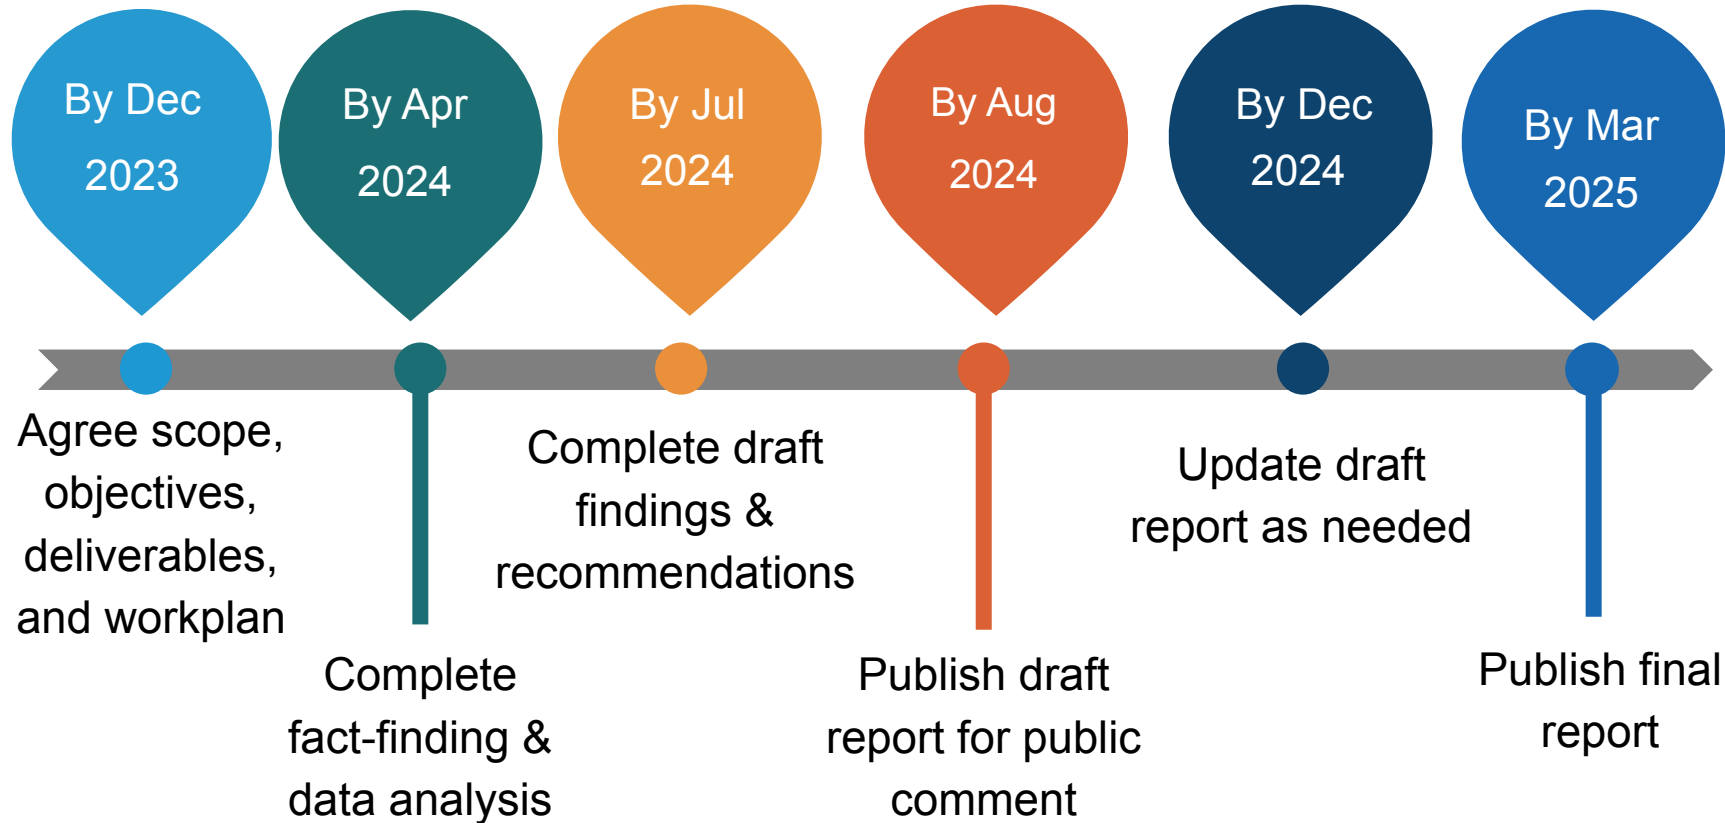 By Dec
2023
By Apr
2024
By Jul
2024
By Aug
2024
By Dec
2024
By Mar
2025
Agree scope,
objectives,
deliverables,
and workplan
Complete
fact-finding &
data analysis
Complete draft
findings &
recommendations
Publish draft
report for public
comment
Update draft
report as needed
Publish final
report